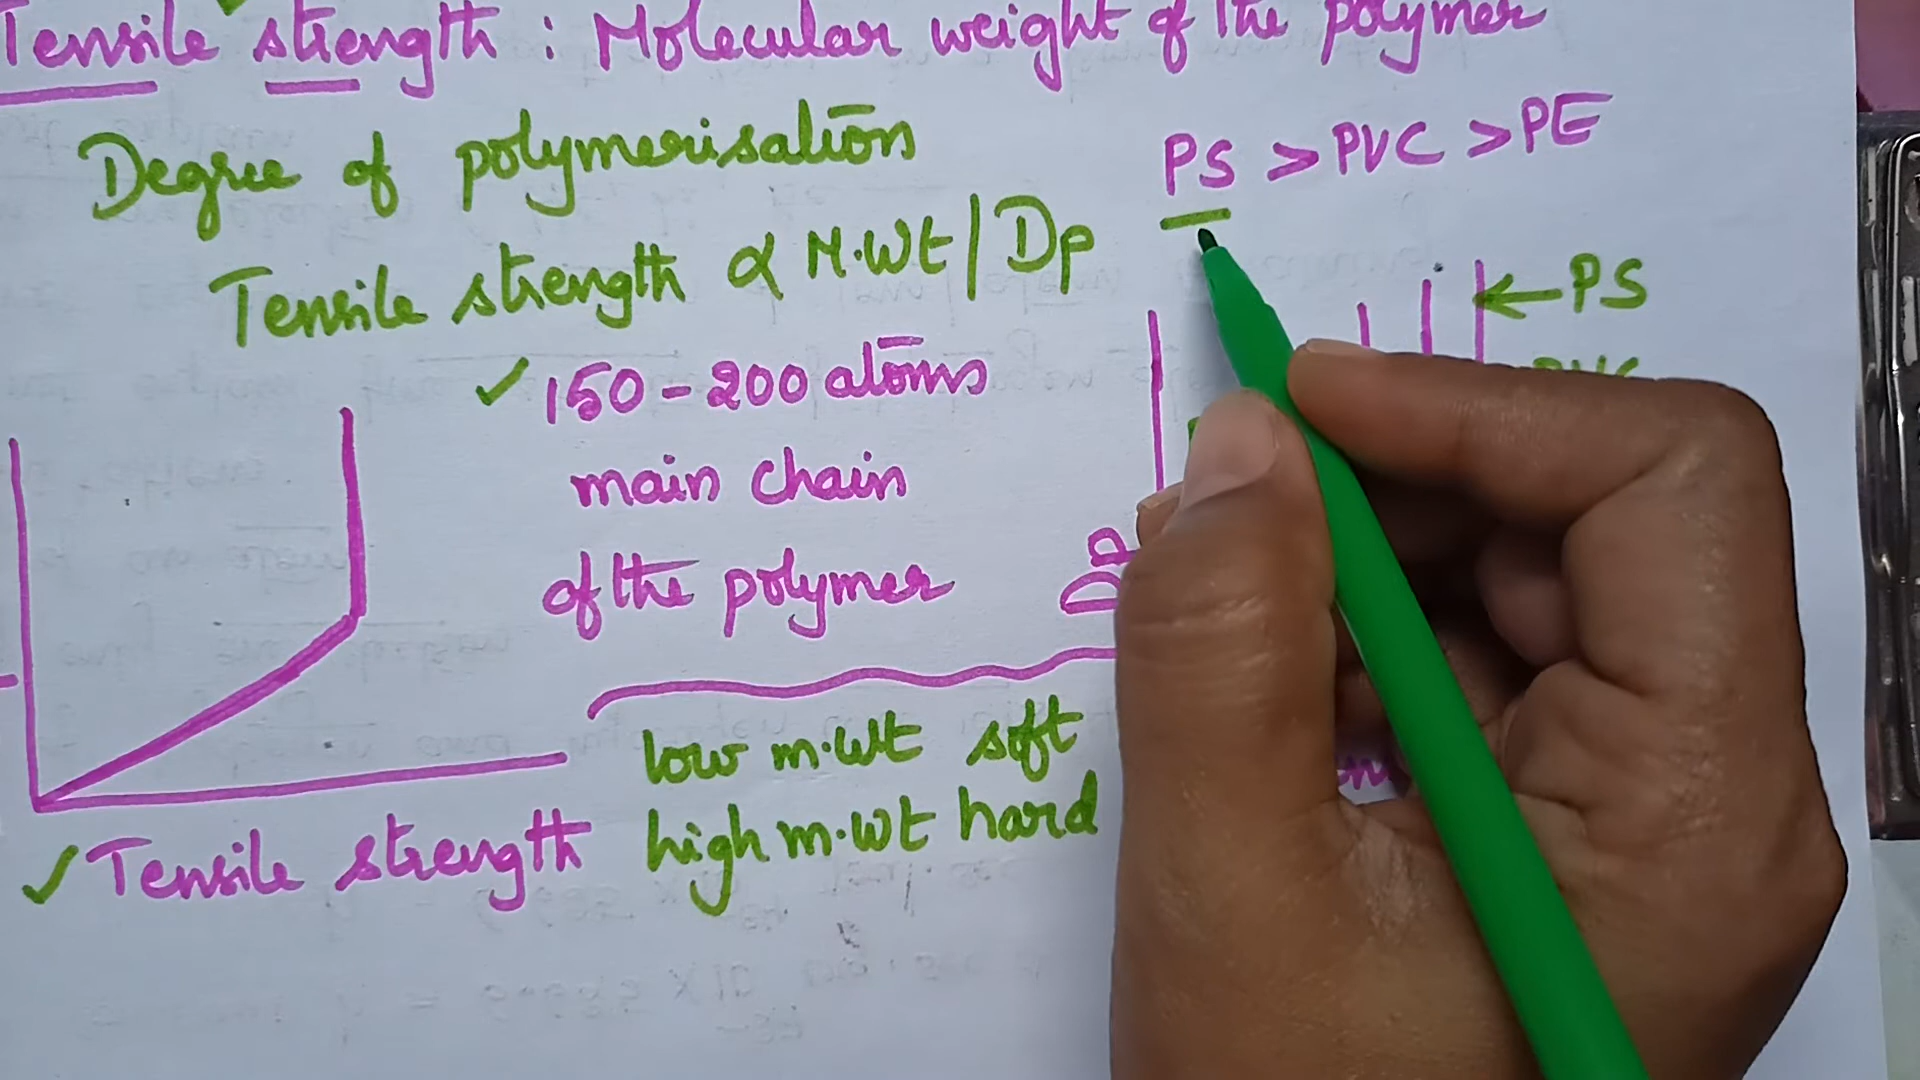 Tensile strength : Molecular weight of the polymer
Degree of polymerisation
PS > PVC > PE
Tensile strength ∝ M.Wt / Dp
← PS
PVC
✓ 150 - 200 atoms
main chain
of the polymer
low m.wt soft
high m.wt hard
✓ Tensile strength